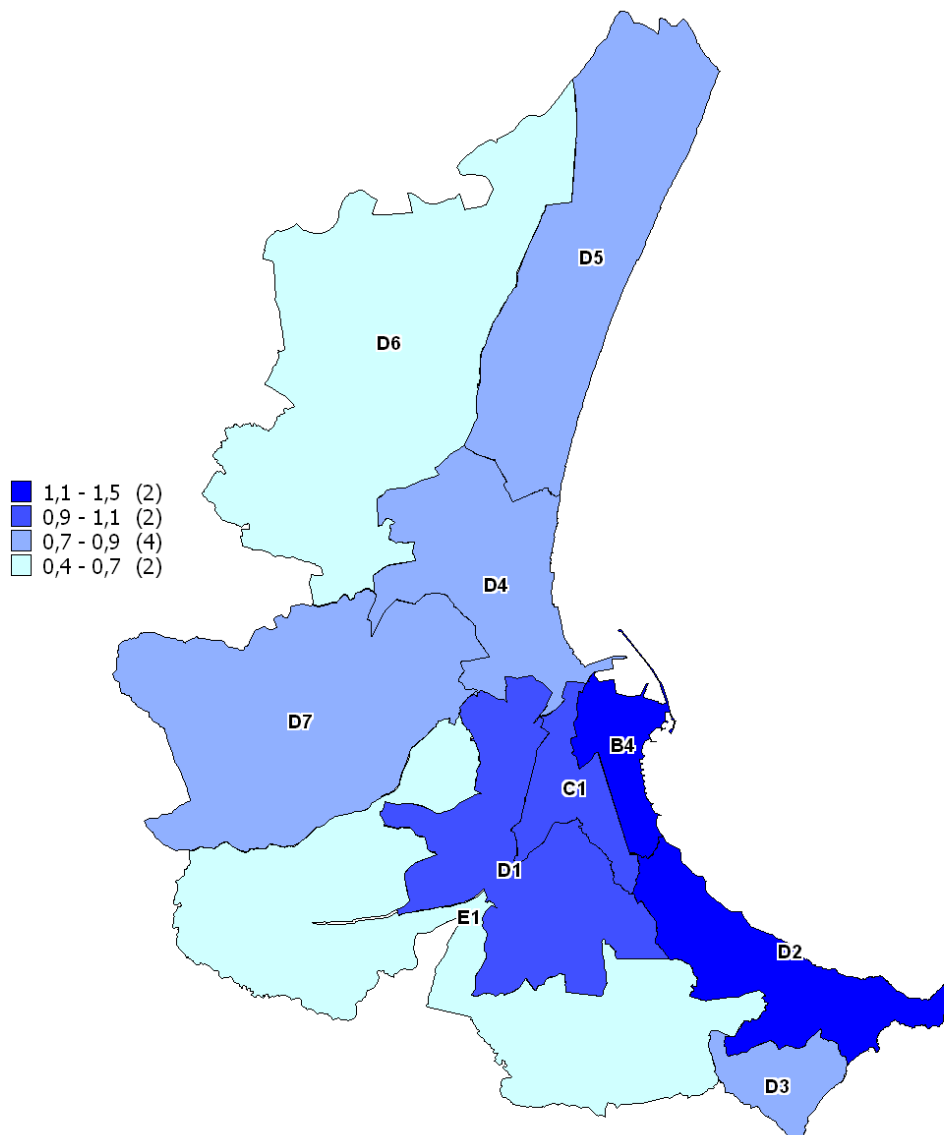 D5
D6
1,1 - 1,5 (2)
0,9 - 1,1 (2)
0,7 - 0,9 (4)
0,4 - 0,7 (2)
D4
D7
B4
C1
D1
E1
D2
D3